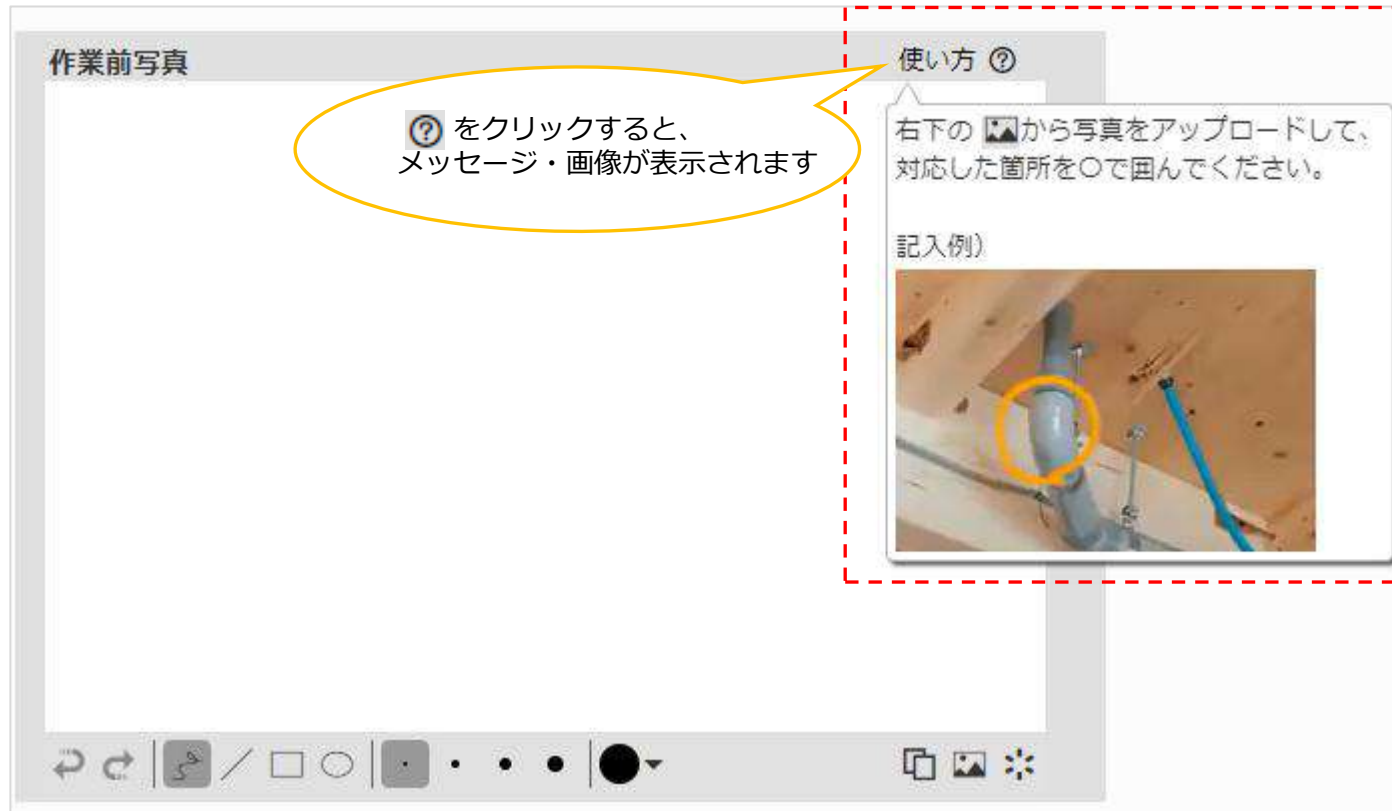 作業前写真
使い方 ?
? をクリックすると、
メッセージ・画像が表示されます
右下の から写真をアップロードして、
対応した箇所を○で囲んでください。
記入例)